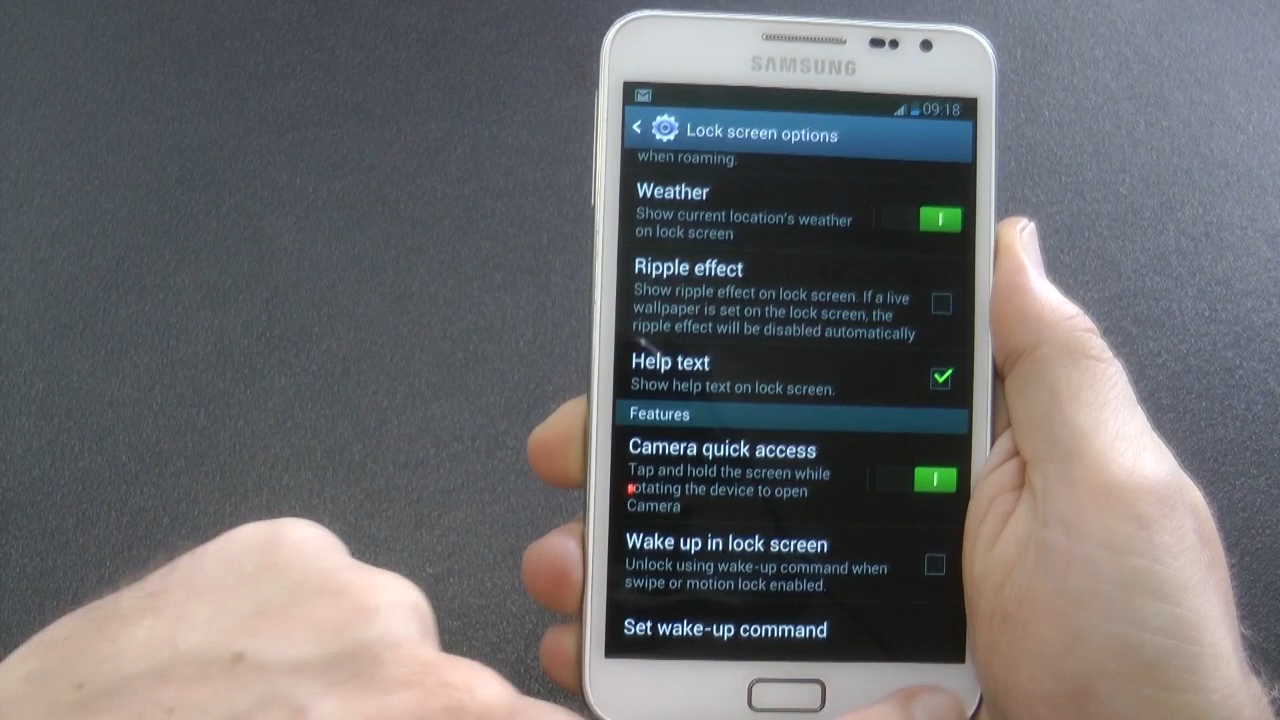 SAMSUNG
09:18
Lock screen options
when roaming.
Weather
Show current location's weather
on lock screen
Ripple effect
Show ripple effect on lock screen. If a live
wallpaper is set on the lock screen, the
ripple effect will be disabled automatically
Help text
Show help text on lock screen.
Features
Camera quick access
Tap and hold the screen while
rotating the device to open
Camera
Wake up in lock screen
Unlock using wake-up command when
swipe or motion lock enabled.
Set wake-up command